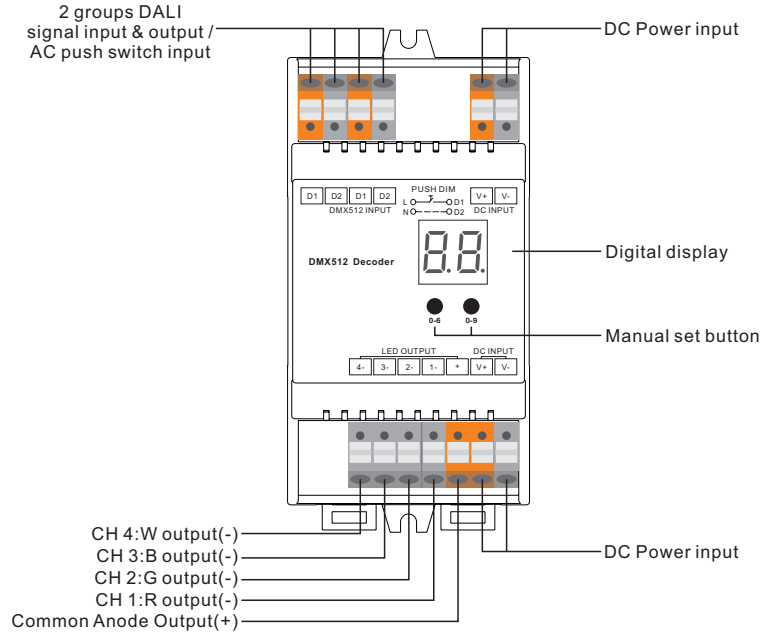 2 groups DALI
signal input & output /
AC push switch input
DC Power input
D1 D2 D1 D2
DMX512 INPUT
PUSH DIM
L D1
N D2
V+ V-
DC INPUT
8.8.
Digital display
DMX512 Decoder
0-6 0-9
Manual set button
LED OUTPUT
DC INPUT
4- 3- 2- 1- + V+ V-
CH 4:W output(-)
CH 3:B output(-)
CH 2:G output(-)
CH 1:R output(-)
Common Anode Output(+)
DC Power input